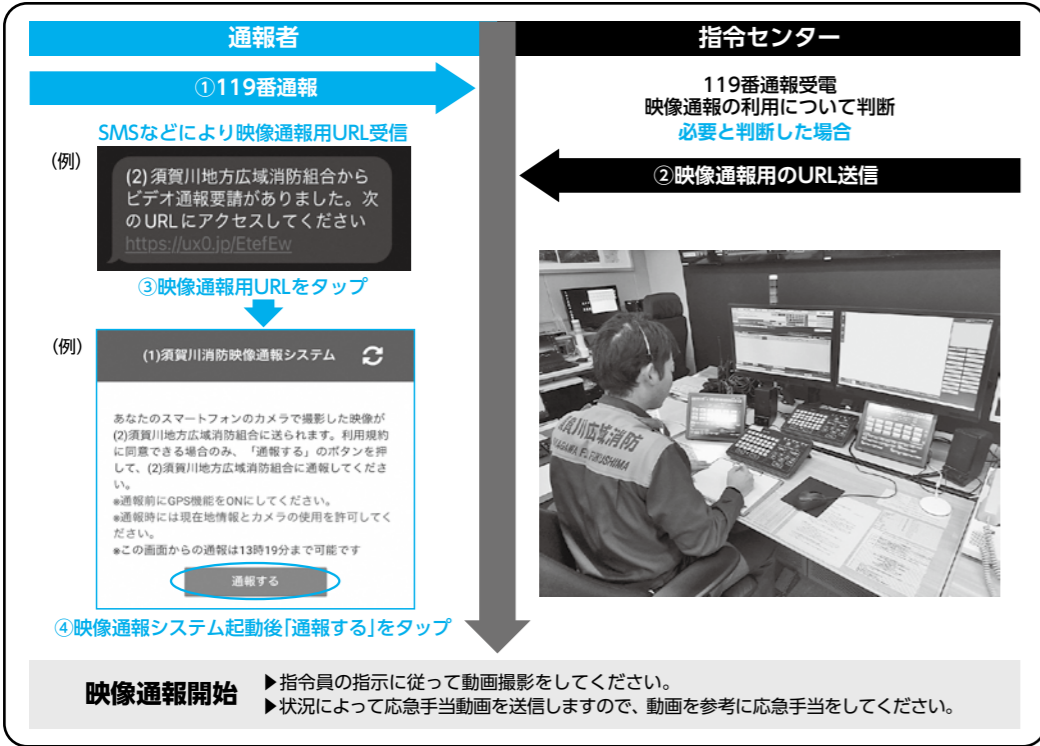 通報者
指令センター
①119番通報
119番通報受電
映像通報の利用について判断
必要と判断した場合
SMSなどにより映像通報用URL受信
②映像通報用のURL送信
(例)
(2)須賀川地方広域消防組合から
ビデオ通報要請がありました。次
のURLにアクセスしてください
https://ux0.jp/EtefEw
③映像通報用URLをタップ
(例)
(1)須賀川消防映像通報システム
あなたのスマートフォンのカメラで撮影した映像が
(2)須賀川地方広域消防組合に送られます。利用規約
に同意できる場合のみ、「通報する」のボタンを押
して、(2)須賀川地方広域消防組合に通報してくださ
い。
※通報前にGPS機能をONにしてください。
※通報時には現在地情報とカメラの使用を許可してく
ださい。
※この画面からの通報は13時19分まで可能です
通報する
④映像通報システム起動後「通報する」をタップ
須賀川広域消防
映像通報開始
▶指令員の指示に従って動画撮影をしてください。
▶状況によって応急手当動画を送信しますので、動画を参考に応急手当をしてください。